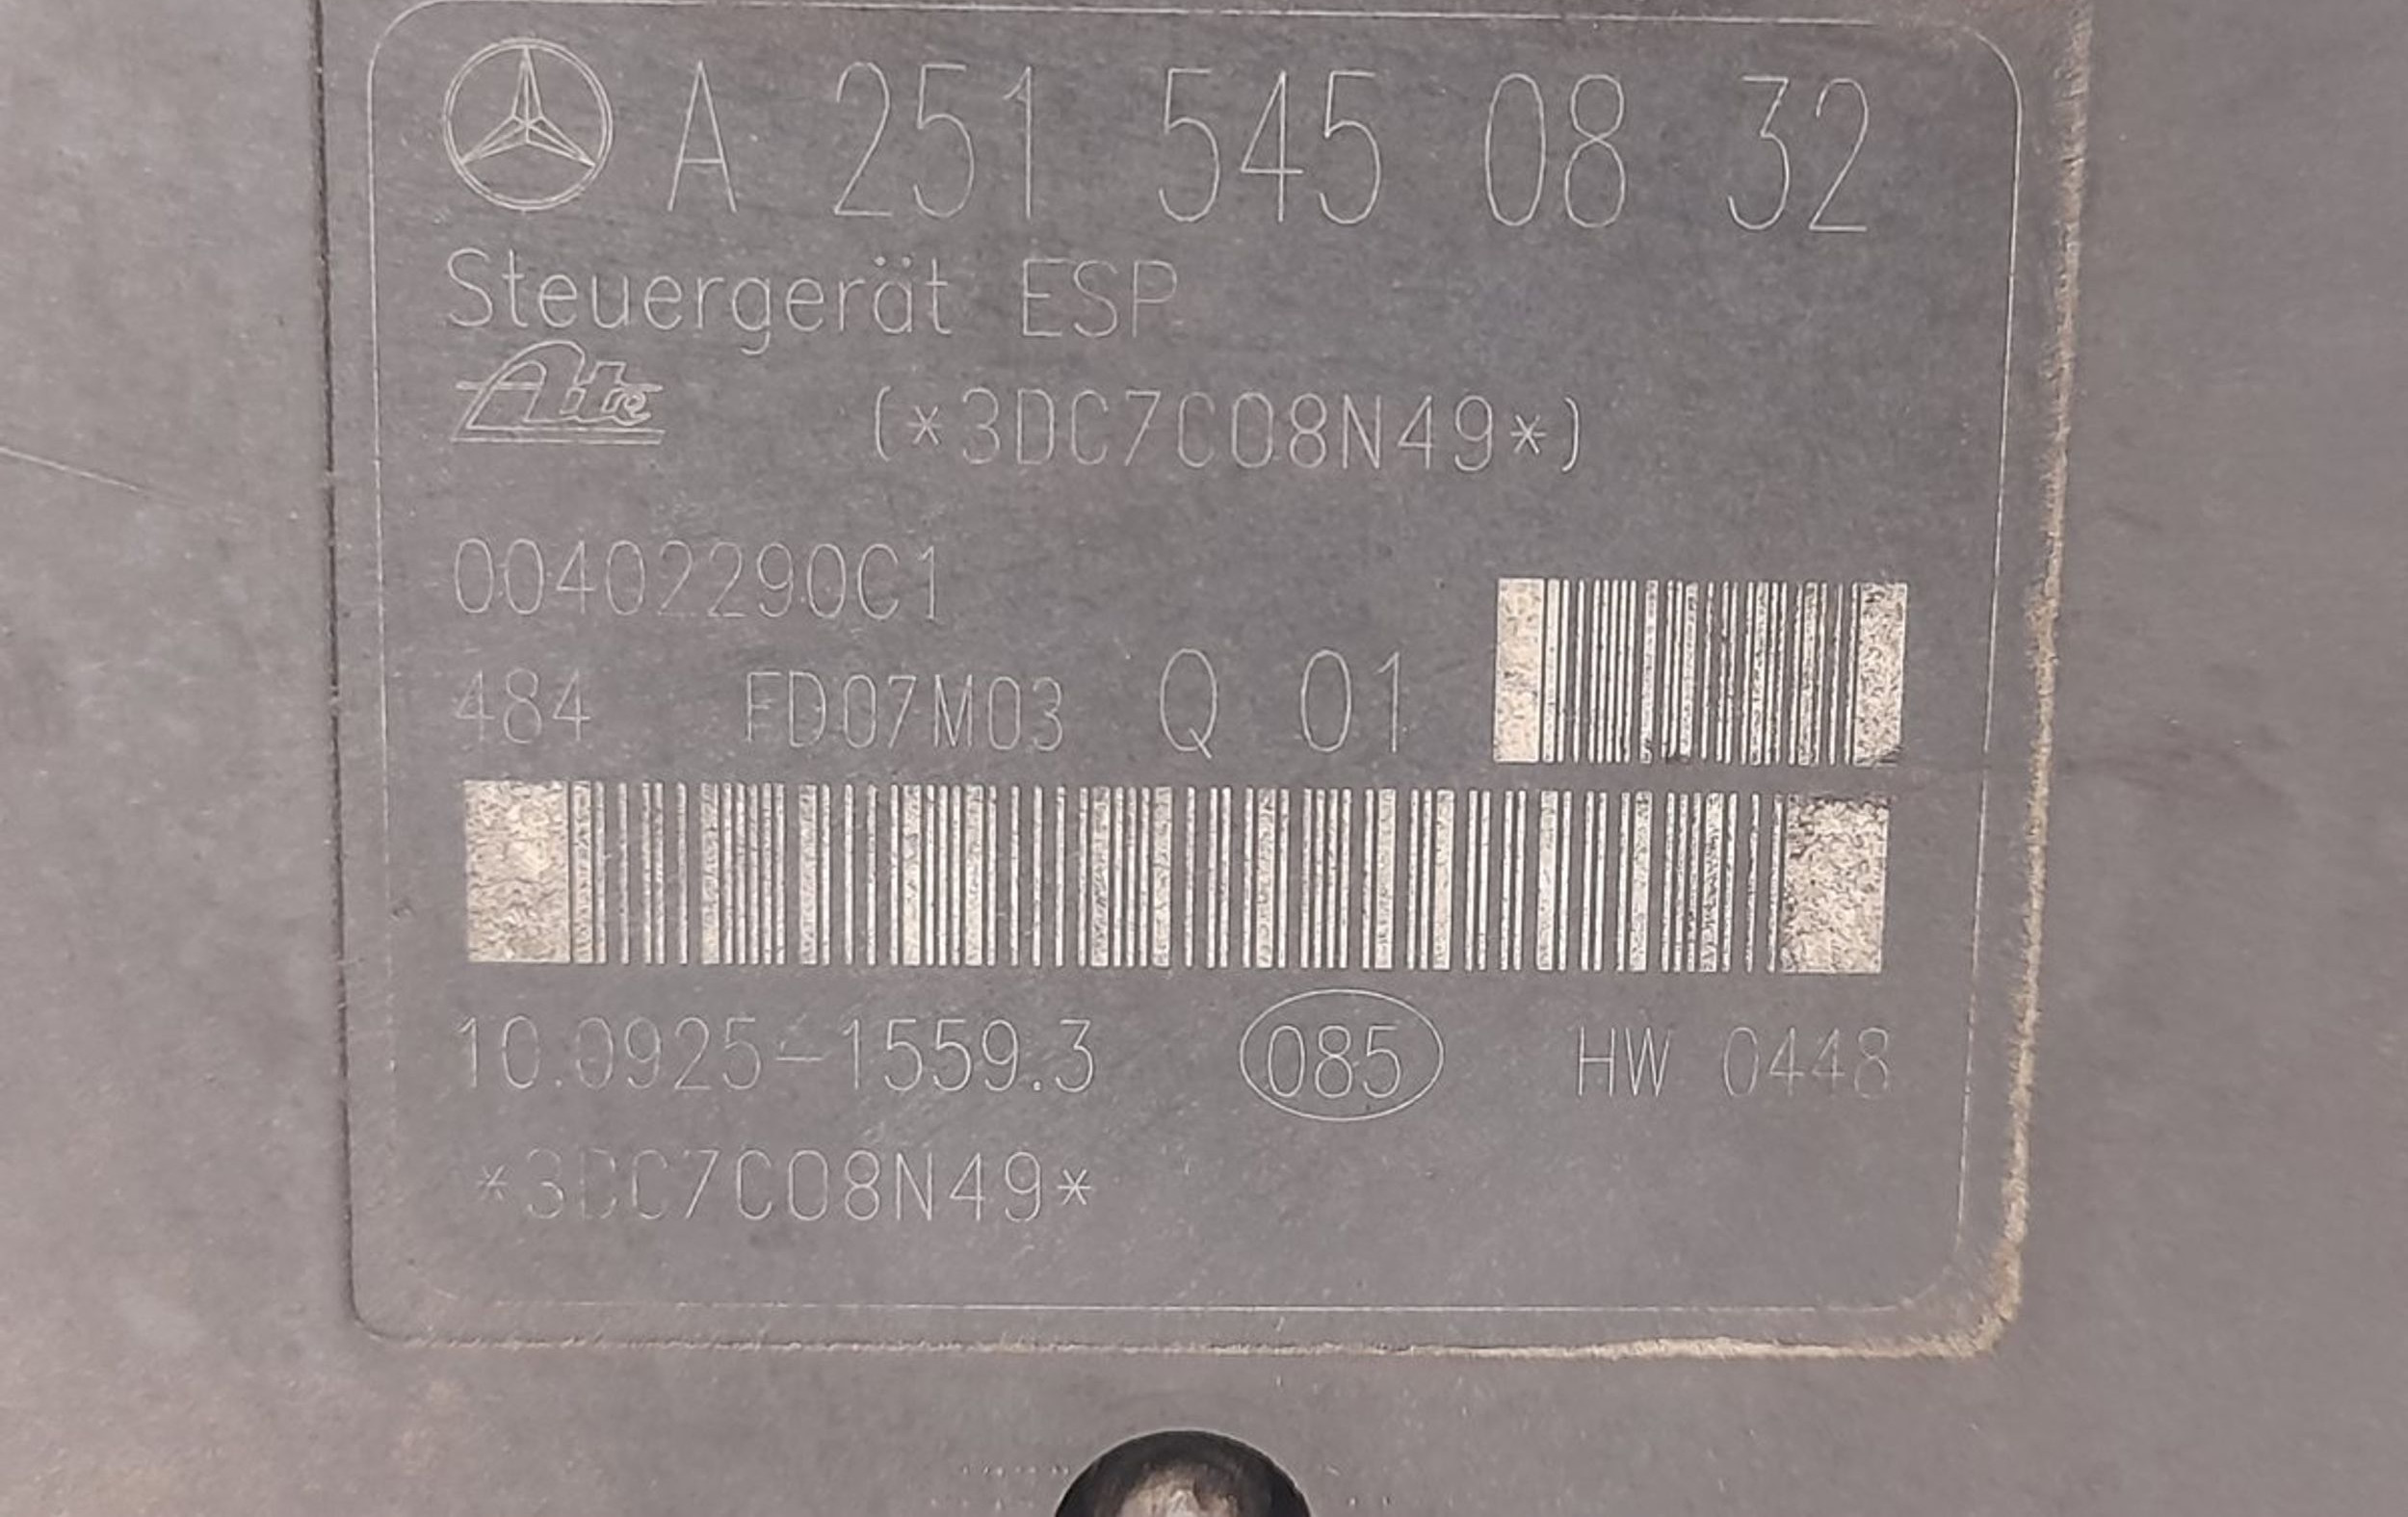 A 251 545 08 32
Steuergerät ESP
Ate (*3DC7C08N49*)
00402290C1
484 FD07M03 Q 01
10.0925-1559.3 085 HW 0448
*3DC7C08N49*